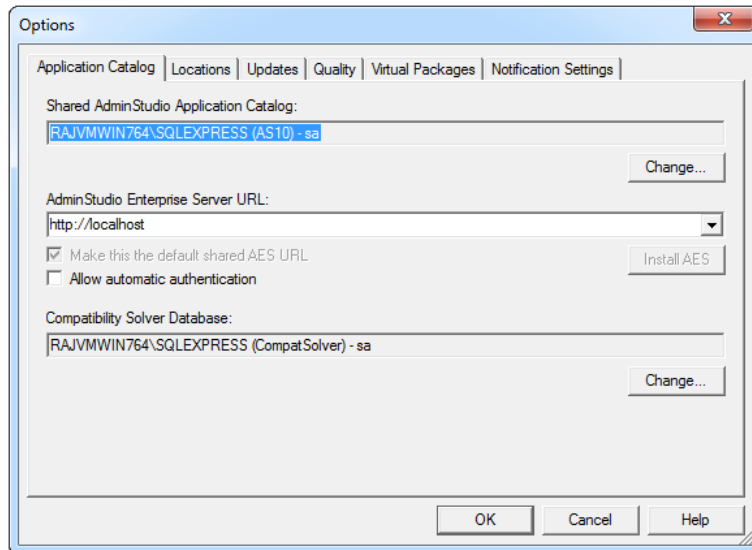 Options
Application Catalog Locations Updates Quality Virtual Packages Notification Settings
Shared AdminStudio Application Catalog:
RAJVMWIN764\SQLEXPRESS (AS10) - sa
Change...
AdminStudio Enterprise Server URL:
http://localhost
Make this the default shared AES URL
Install AES
Allow automatic authentication
Compatibility Solver Database:
RAJVMWIN764\SQLEXPRESS (CompatSolver) - sa
Change...
OK Cancel Help